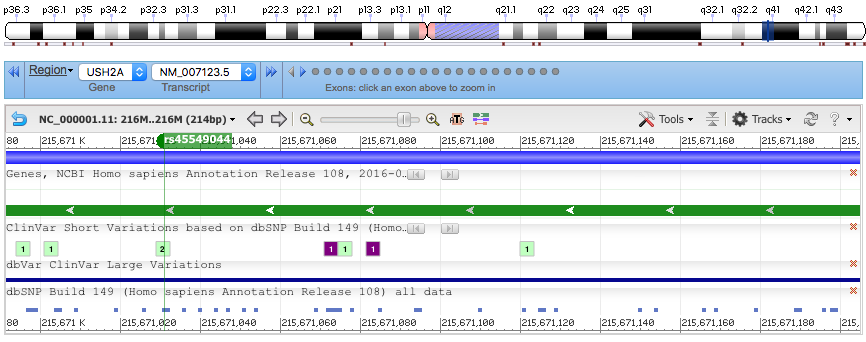 p36.3 p36.1 p35 p34.2 p32.3 p31.3 p31.1 p22.3 p21 p13.3 p13.1 p11 q12 q21.1 q22 q23 q24 q25 q31 q32.1 q32.2 q41 q43
Region USH2A NM_007123.5
Gene Transcript Exons: click an exon above to zoom in
NC_000001.11: 216M..216M (214bp) ATG Tools Tracks ?
80 215,671 K 215,671, rs45549044 ,040 215,671,060 215,671,080 215,671,100 215,671,120 215,671,140 215,671,160 215,671,180 215,
Genes, NCBI Homo sapiens Annotation Release 108, 2016-0…
ClinVar Short Variations based on dbSNP Build 149 (Homo…
1 1 2 1 1 1 1
dbVar ClinVar Large Variations
dbSNP Build 149 (Homo sapiens Annotation Release 108) all data
80 215,671 K 215,671,020 215,671,040 215,671,060 215,671,080 215,671,100 215,671,120 215,671,140 215,671,160 215,671,180 215,